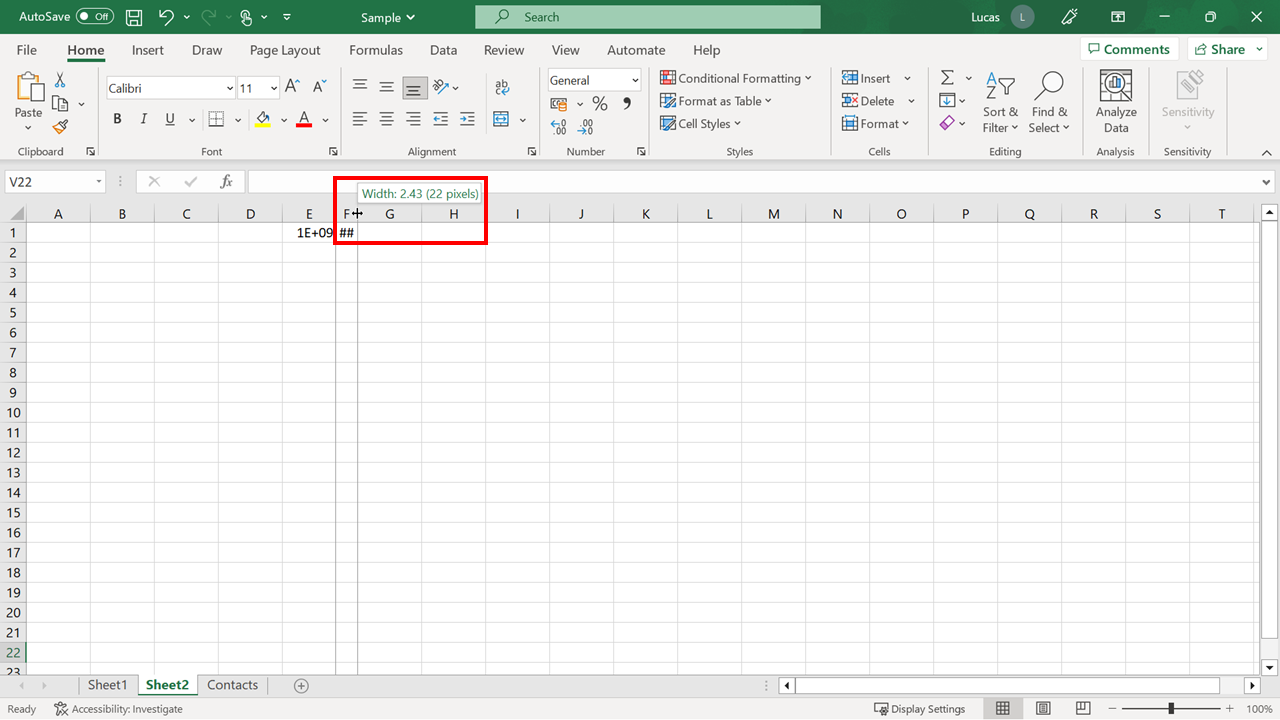 AutoSave Off Sample Search Lucas L
File Home Insert Draw Page Layout Formulas Data Review View Automate Help Comments Share
Paste Calibri 11 A A ab General Conditional Formatting Insert Sort & Find & Analyze Sensitivity
B I U A % 9 Format as Table Delete Filter Select Data
Cell Styles Format
Clipboard Font Alignment Number Styles Cells Editing Analysis Sensitivity
V22 fx Width: 2.43 (22 pixels)
A B C D E F G H I J K L M N O P Q R S T
1 1E+09 ##
2
3
4
5
6
7
8
9
10
11
12
13
14
15
16
17
18
19
20
21
22
23
Sheet1 Sheet2 Contacts
Ready Accessibility: Investigate Display Settings 100%